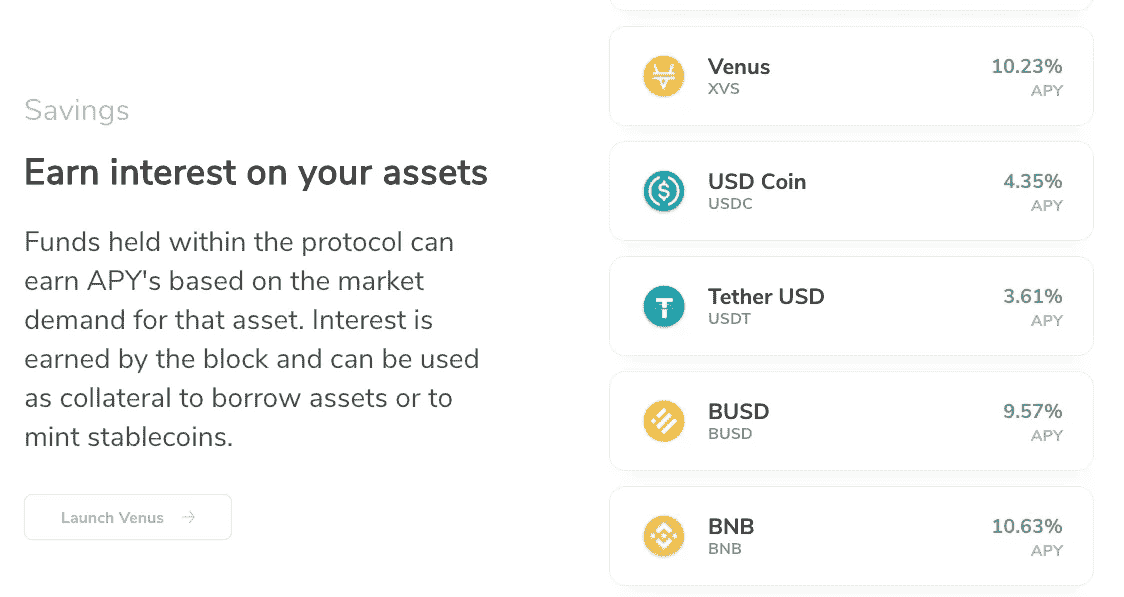 Savings
Earn interest on your assets
Funds held within the protocol can
earn APY's based on the market
demand for that asset. Interest is
earned by the block and can be used
as collateral to borrow assets or to
mint stablecoins.
Launch Venus →
Venus
XVS
10.23%
APY
USD Coin
USDC
4.35%
APY
Tether USD
USDT
3.61%
APY
BUSD
BUSD
9.57%
APY
BNB
BNB
10.63%
APY